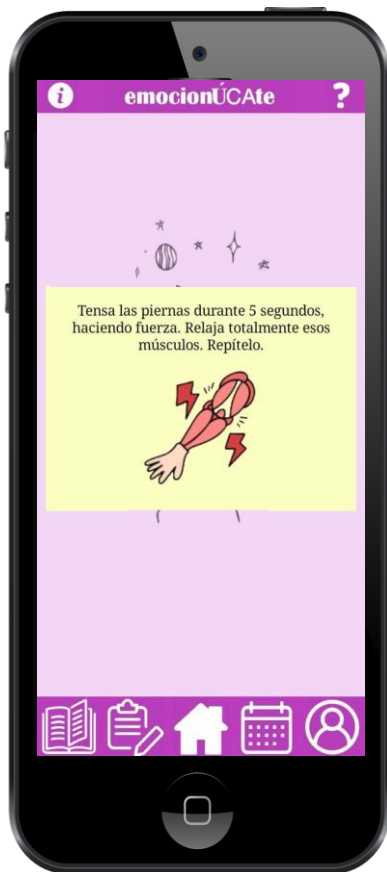 emocionÚCAte
Tensa las piernas durante 5 segundos,
haciendo fuerza. Relaja totalmente esos
músculos. Repítelo.